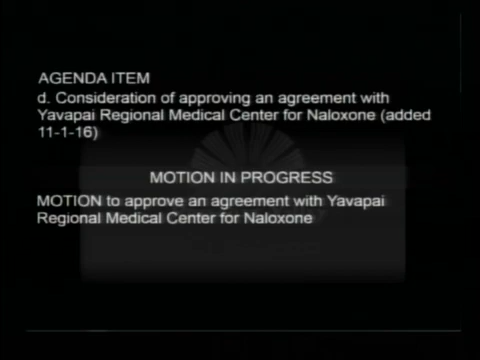 AGENDA ITEM
d. Consideration of approving an agreement with
Yavapai Regional Medical Center for Naloxone (added
11-1-16)
MOTION IN PROGRESS
MOTION to approve an agreement with Yavapai
Regional Medical Center for Naloxone